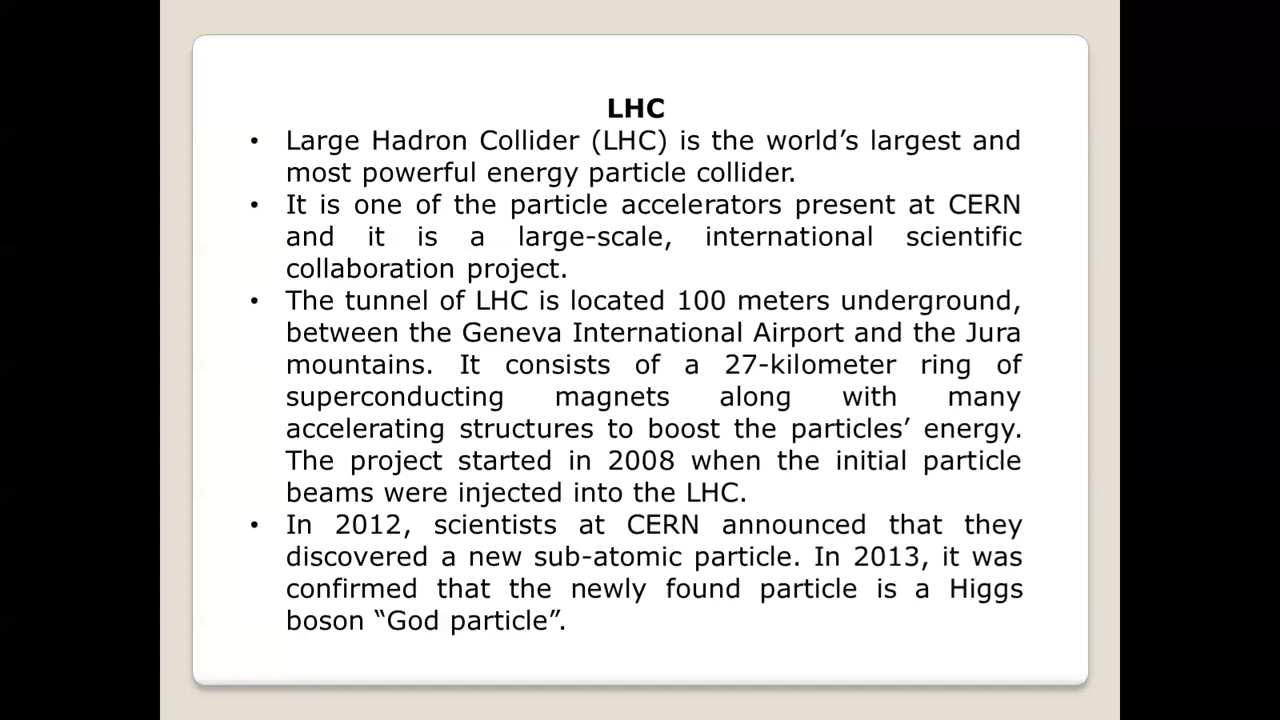 LHC
• Large Hadron Collider (LHC) is the world’s largest and
most powerful energy particle collider.
• It is one of the particle accelerators present at CERN
and it is a large-scale, international scientific
collaboration project.
• The tunnel of LHC is located 100 meters underground,
between the Geneva International Airport and the Jura
mountains. It consists of a 27-kilometer ring of
superconducting magnets along with many
accelerating structures to boost the particles’ energy.
The project started in 2008 when the initial particle
beams were injected into the LHC.
• In 2012, scientists at CERN announced that they
discovered a new sub-atomic particle. In 2013, it was
confirmed that the newly found particle is a Higgs
boson “God particle”.